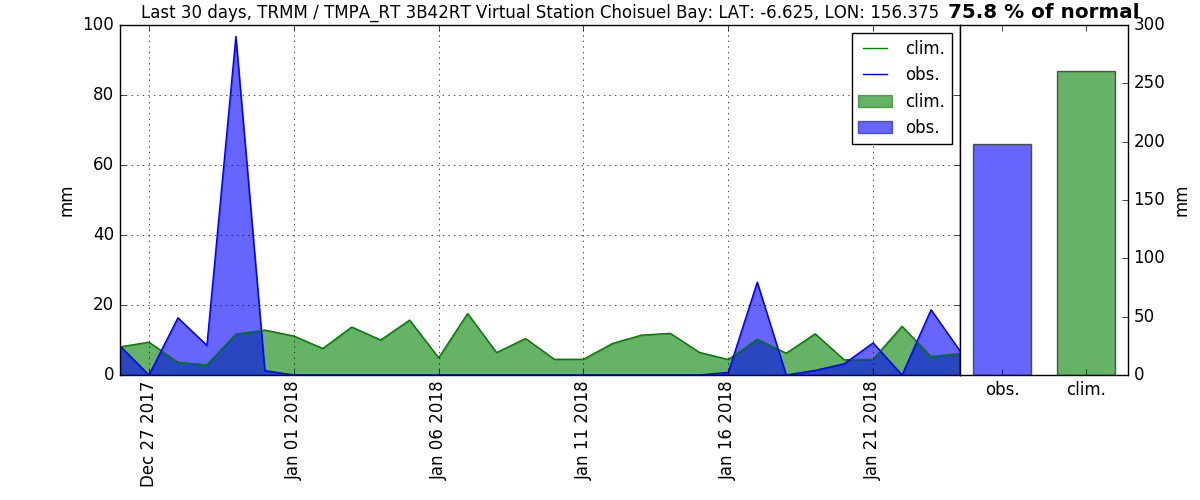 Last 30 days, TRMM / TMPA_RT 3B42RT Virtual Station Choisuel Bay: LAT: -6.625, LON: 156.375 75.8 % of normal
mm
100
80
60
40
20
0
clim.
obs.
clim.
obs.
Dec 27 2017
Jan 01 2018
Jan 06 2018
Jan 11 2018
Jan 16 2018
Jan 21 2018
300
250
200
150
100
50
0
mm
obs. clim.